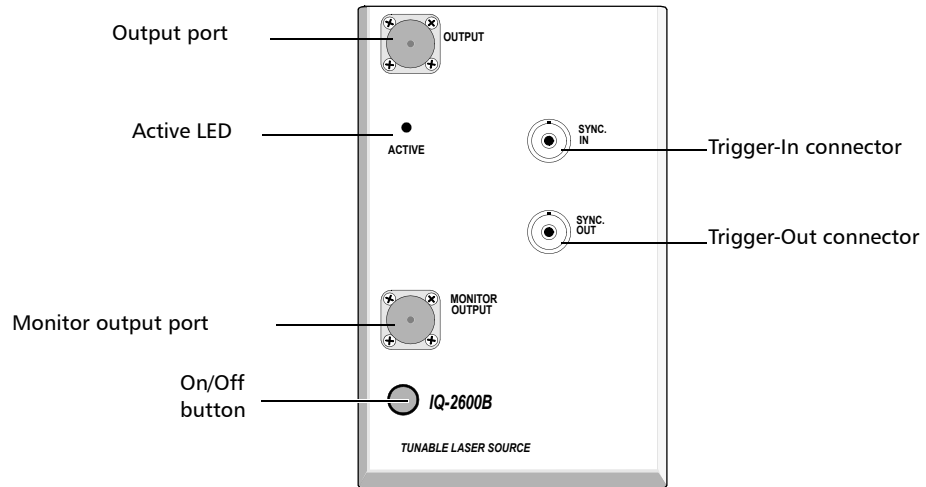 Output port
OUTPUT
Active LED
ACTIVE
SYNC.
IN
Trigger-In connector
SYNC.
OUT
Trigger-Out connector
MONITOR
OUTPUT
Monitor output port
On/Off
button
IQ-2600B
TUNABLE LASER SOURCE